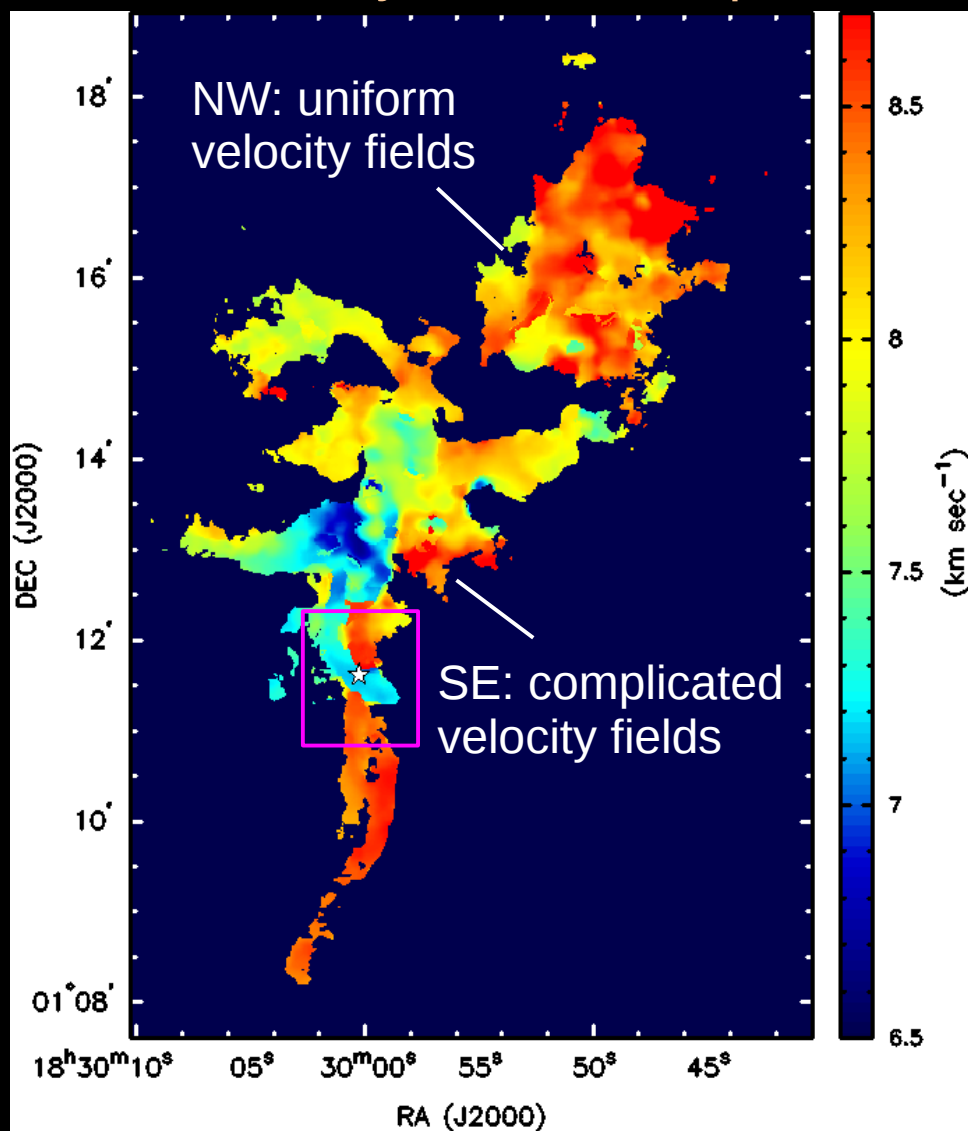 NW: uniform
velocity fields
SE: complicated
velocity fields
DEC (J2000)
18'
16'
14'
12'
10'
01°08'
18ʰ30ᵐ10ˢ 05ˢ 30ᵐ00ˢ 55ˢ 50ˢ 45ˢ
RA (J2000)
8.5
8
7.5
7
6.5
(km sec⁻¹)